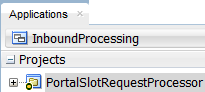 Applications
InboundProcessing
Projects
PortalSlotRequestProcessor